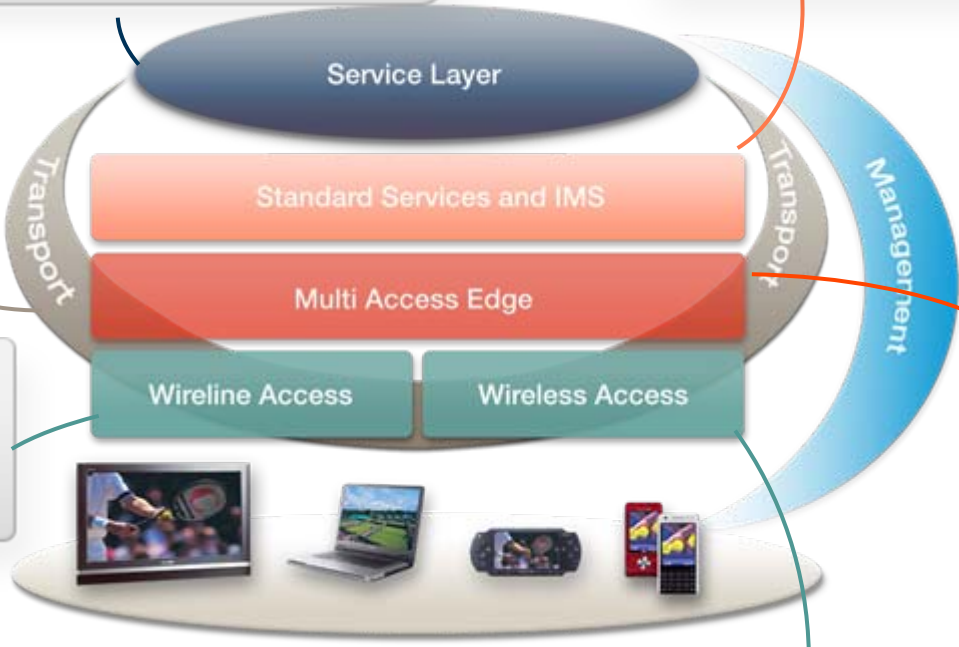 Service Layer
Transport
Standard Services and IMS
Transport
Management
Multi Access Edge
Wireline Access
Wireless Access